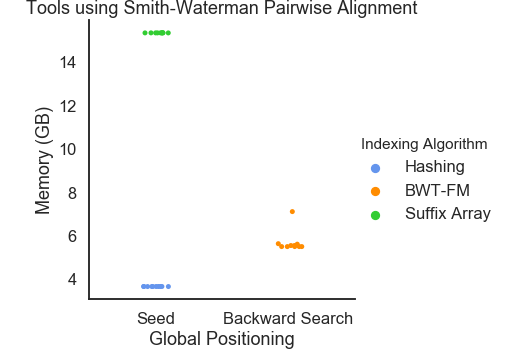 Tools using Smith-Waterman Pairwise Alignment
14
12
10
8
6
4
Memory (GB)
Seed
Backward Search
Global Positioning
Indexing Algorithm
Hashing
BWT-FM
Suffix Array